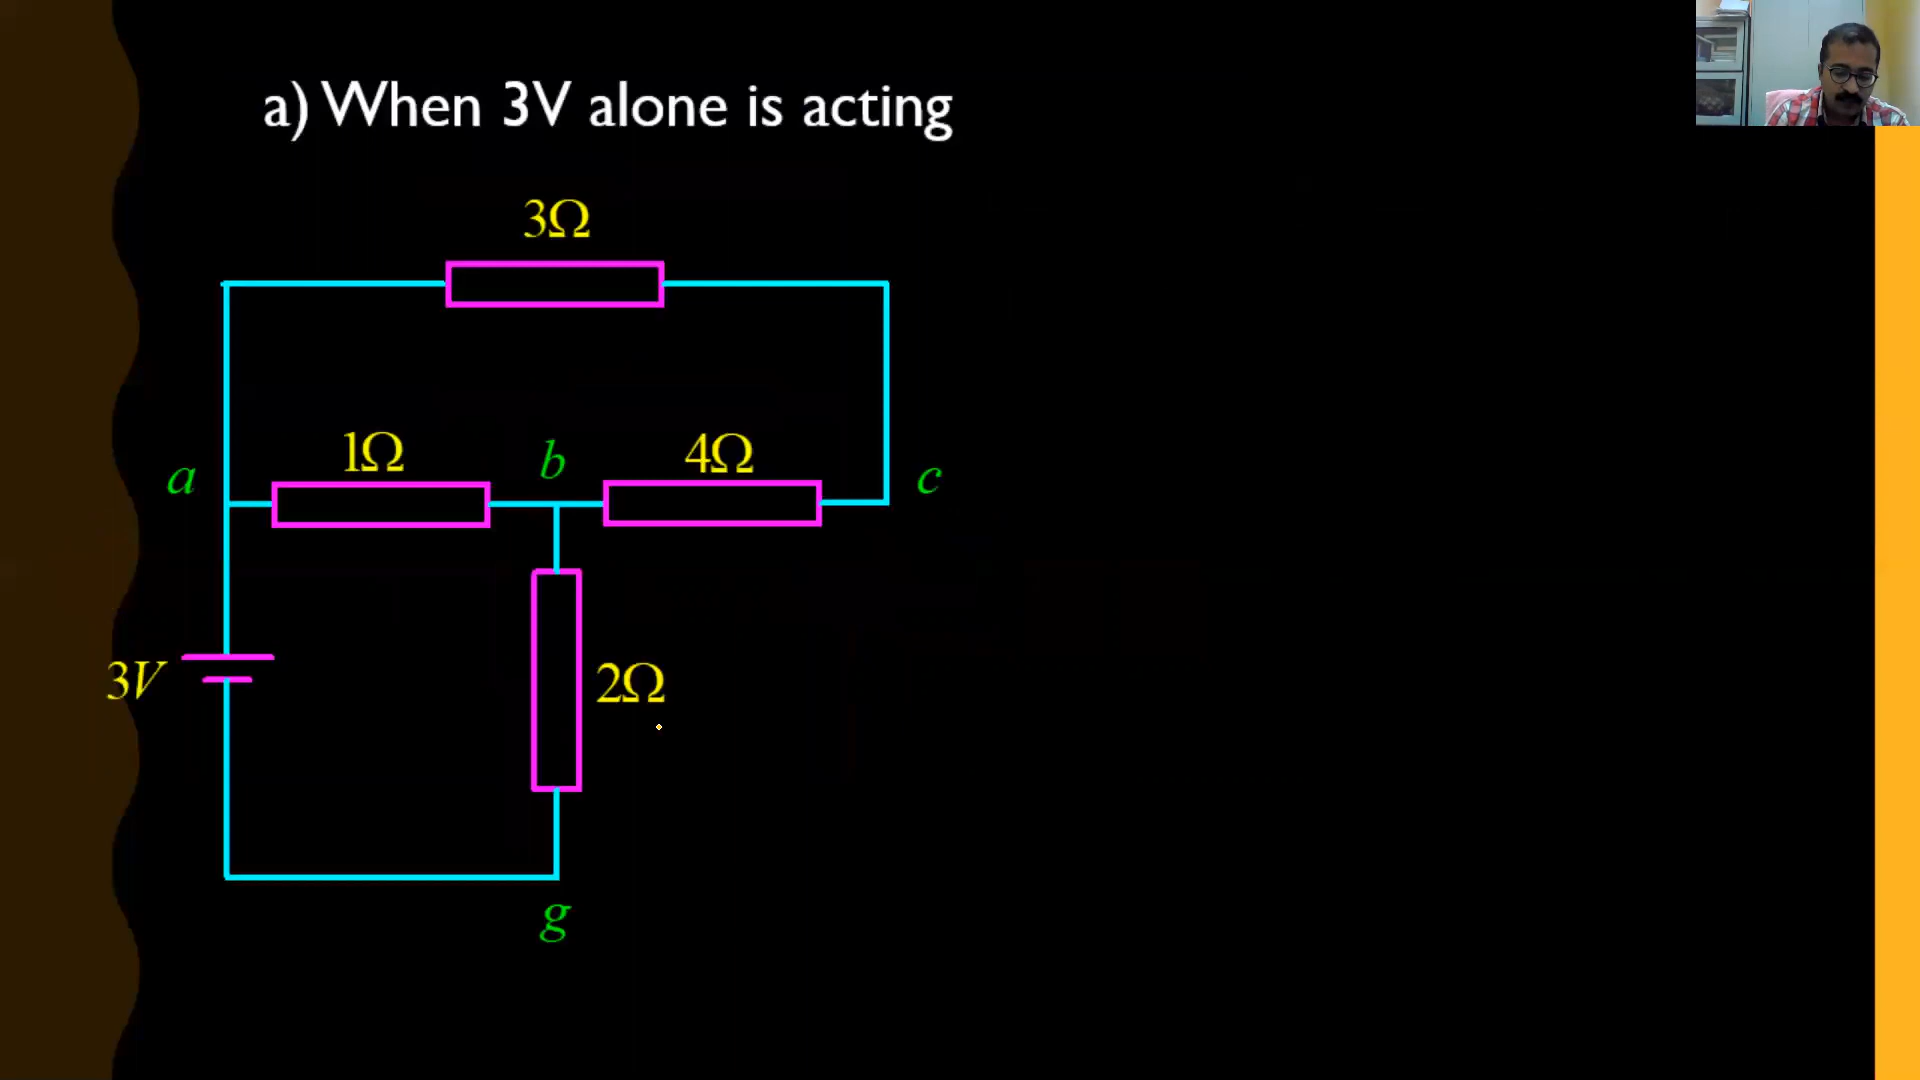 a) When 3V alone is acting
3Ω
1Ω
b
4Ω
a
c
3V
2Ω
g